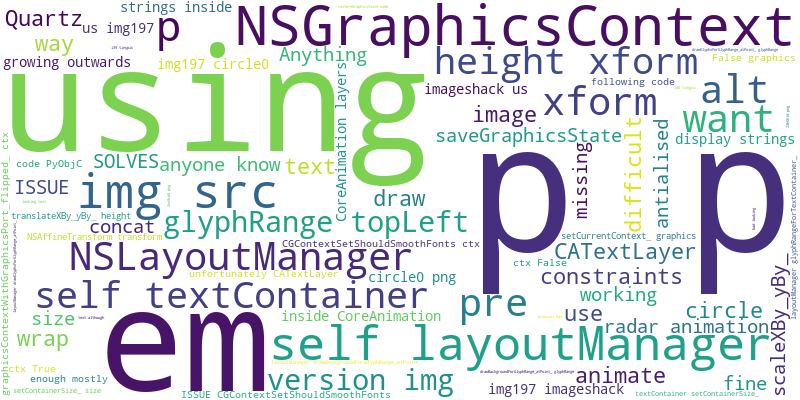 strings inside
Quartz
us img197
p
NSGraphicsContext
way
growing outwards
img197 circle0
Anything
height xform
following code
False graphics
using
imageshack us
image
xform
alt
want
saveGraphicsState
display strings
CoreAnimation layers
difficult
antialised
missing
code PyObjC
SOLVES
anyone know
text
p p
ISSUE
img src
draw
translateXBy_yBy_ height
concat
glyphRange topLeft
setCurrentContext_ graphics
NSAffineTransform transform
NSLayoutManager
CGContextSetShouldSmoothFonts ctx
CATextLayer
ctx False
unfortunately CATextLayer
circle0 png
constraints
self textContainer
working
pre
use
circle
size
em
inside CoreAnimation
radar animation
wrap
self layoutManager
scaleXBy_yBy_
ctx True
enough mostly
version img
animate
fine
setContainerSize_ size
ISSUE CGContextSetShouldSmoothFonts
img197 imageshack
textContainer setContainerSize_
graphicsContextWithGraphicsPort_flipped_ ctx
layoutManager glyphRangeForTextContainer_